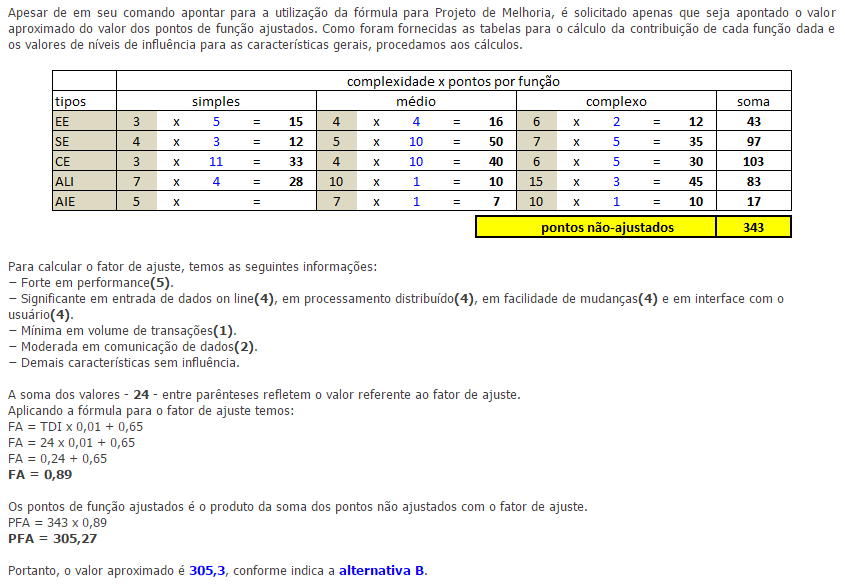 Apesar de em seu comando apontar para a utilização da fórmula para Projeto de Melhoria, é solicitado apenas que seja apontado o valor
aproximado do valor dos pontos de função ajustados. Como foram fornecidas as tabelas para o cálculo da contribuição de cada função dada e
os valores de níveis de influência para as características gerais, procedamos aos cálculos.
complexidade x pontos por função
tipos simples médio complexo soma
EE 3 x 5 = 15 4 x 4 = 16 6 x 2 = 12 43
SE 4 x 3 = 12 5 x 10 = 50 7 x 5 = 35 97
CE 3 x 11 = 33 4 x 10 = 40 6 x 5 = 30 103
ALI 7 x 4 = 28 10 x 1 = 10 15 x 3 = 45 83
AIE 5 x = 7 x 1 = 7 10 x 1 = 10 17
pontos não-ajustados 343
Para calcular o fator de ajuste, temos as seguintes informações:
− Forte em performance(5).
− Significante em entrada de dados on line(4), em processamento distribuído(4), em facilidade de mudanças(4) e em interface com o
usuário(4).
− Mínima em volume de transações(1).
− Moderada em comunicação de dados(2).
− Demais características sem influência.
A soma dos valores - 24 - entre parênteses refletem o valor referente ao fator de ajuste.
Aplicando a fórmula para o fator de ajuste temos:
FA = TDI x 0,01 + 0,65
FA = 24 x 0,01 + 0,65
FA = 0,24 + 0,65
FA = 0,89
Os pontos de função ajustados é o produto da soma dos pontos não ajustados com o fator de ajuste.
PFA = 343 x 0,89
PFA = 305,27
Portanto, o valor aproximado é 305,3, conforme indica a alternativa B.